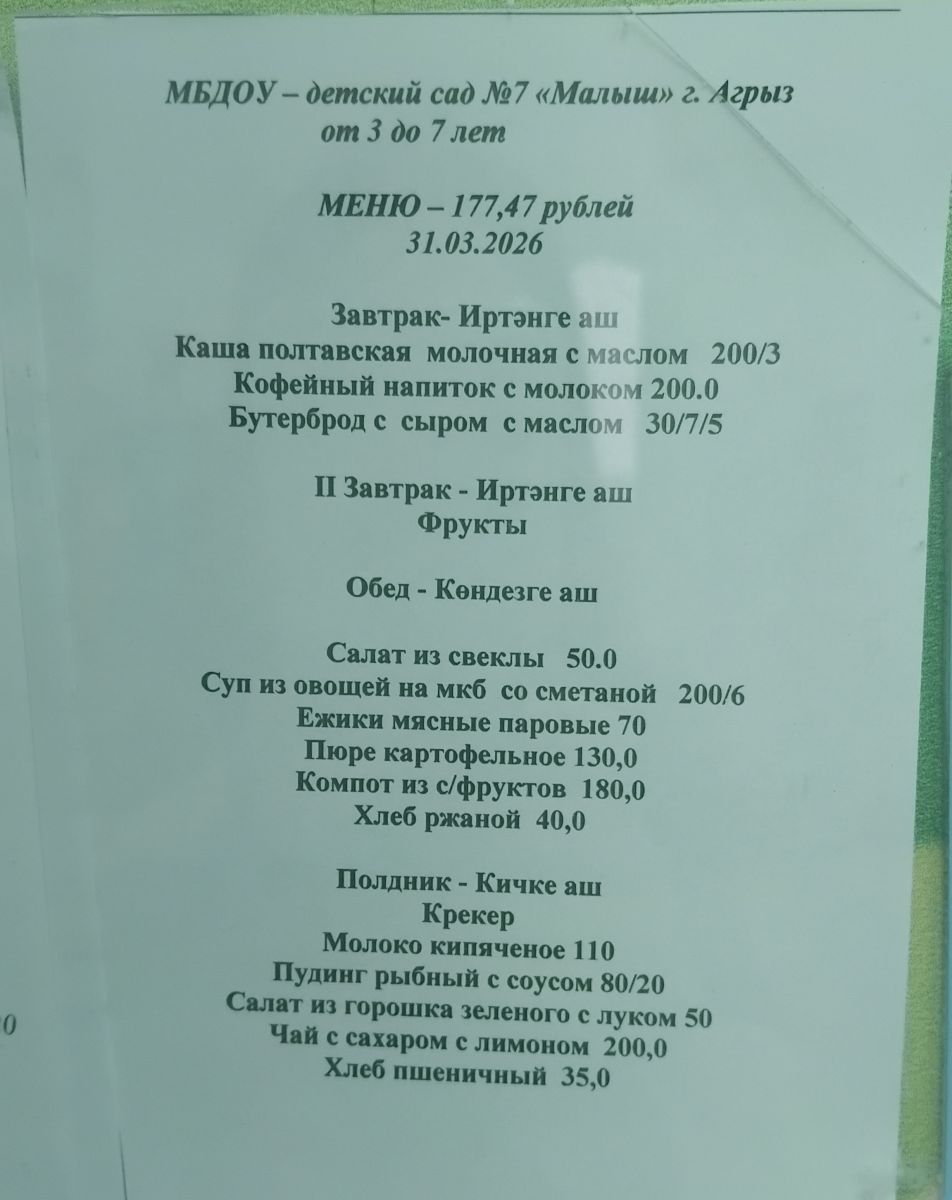 МБДОУ – детский сад №7 «Малыш» г. Агрыз
от 3 до 7 лет
МЕНЮ – 177,47 рублей
31.03.2026
Завтрак- Иртәнге аш
Каша полтавская молочная с маслом 200/3
Кофейный напиток с молоком 200.0
Бутерброд с сыром с маслом 30/7/5
II Завтрак - Иртәнге аш
Фрукты
Обед - Көндезге аш
Салат из свеклы 50.0
Суп из овощей на мкб со сметаной 200/6
Ежики мясные паровые 70
Пюре картофельное 130,0
Компот из с/фруктов 180,0
Хлеб ржаной 40,0
Полдник - Кичке аш
Крекер
Молоко кипяченое 110
Пудинг рыбный с соусом 80/20
Салат из горошка зеленого с луком 50
Чай с сахаром с лимоном 200,0
Хлеб пшеничный 35,0